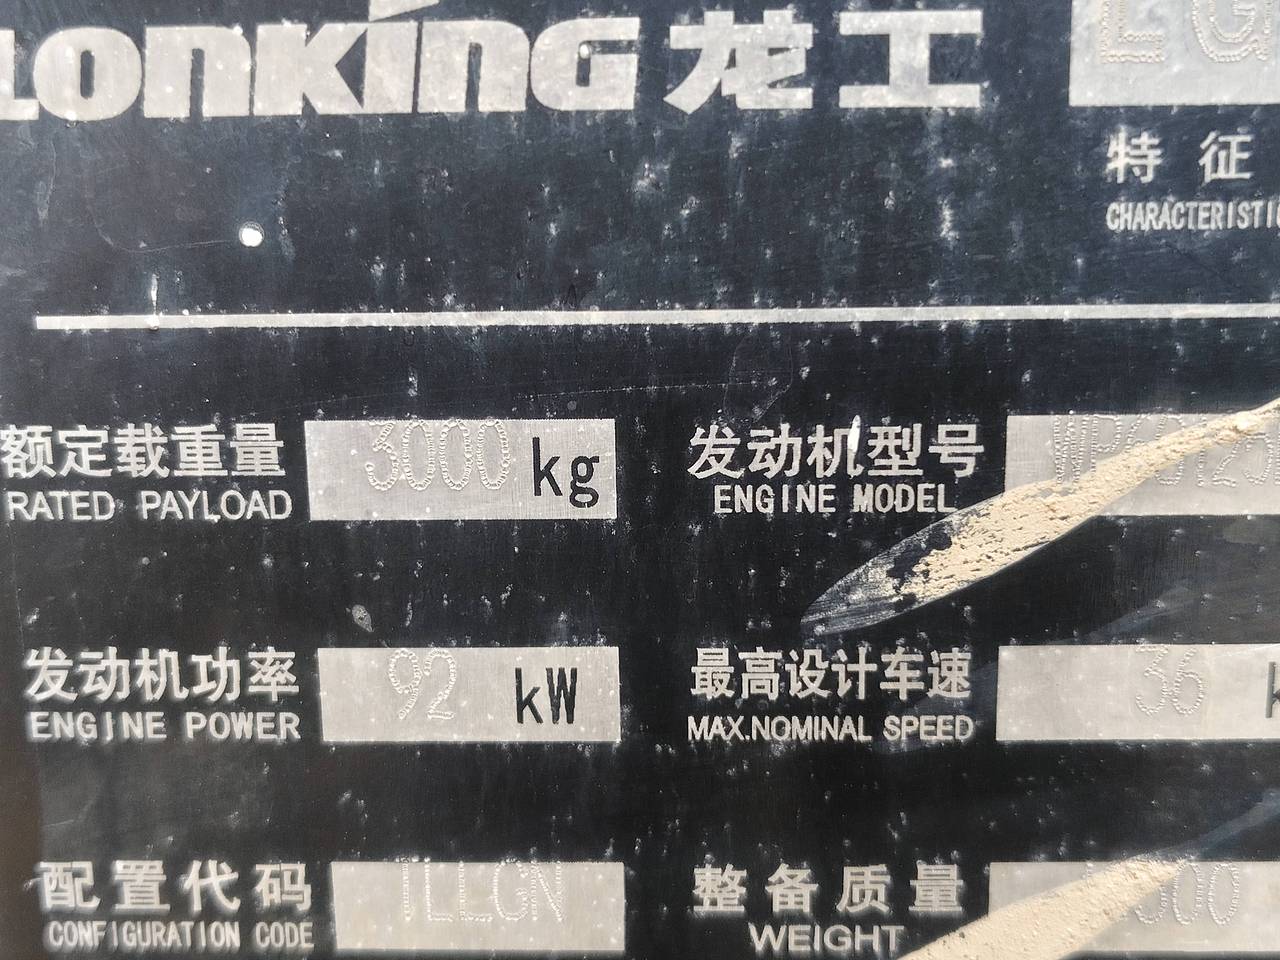 LONKING 龙工
LG
特 征
CHARACTERISTI
额定载重量 3000 kg
RATED PAYLOAD
发动机型号
ENGINE MODEL
发动机功率 92 kW
ENGINE POWER
最高设计车速 36 k
MAX.NOMINAL SPEED
配置代码
CONFIGURATION CODE
整备质量
WEIGHT